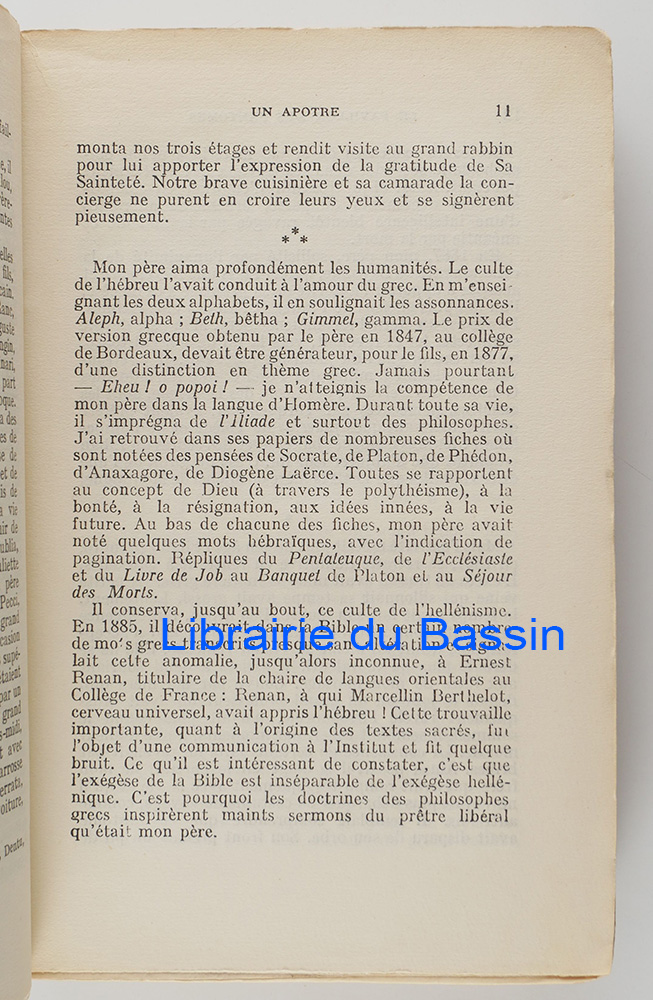 UN APOTRE 11
monta nos trois étages et rendit visite au grand rabbin
pour lui apporter l'expression de la gratitude de Sa
Sainteté. Notre brave cuisinière et sa camarade la con-
cierge ne purent en croire leurs yeux et se signèrent
pieusement.
***
Mon père aima profondément les humanités. Le culte
de l'hébreu l'avait conduit à l'amour du grec. En m'ensei-
gnant les deux alphabets, il en soulignait les assonances.
Aleph, alpha ; Beth, bêtha ; Gimmel, gamma. Le prix de
version grecque obtenu par le père en 1847, au collège
de Bordeaux, devait être générateur, pour le fils, en 1877,
d'une distinction en thème grec. Jamais pourtant
— Eheu ! o popoi ! — je n'atteignis la compétence de
mon père dans la langue d'Homère. Durant toute sa vie,
il s'imprégna de l'Iliade et surtout des philosophes.
J'ai retrouvé dans ses papiers de nombreuses fiches où
sont notées des pensées de Socrate, de Platon, de Phédon,
d'Anaxagore, de Diogène Laërce. Toutes se rapportent
au concept de Dieu (à travers le polythéisme), à la
bonté, à la résignation, aux idées innées, à la vie
future. Au bas de chacune des fiches, mon père avait
noté quelques mots hébraïques, avec l'indication de
pagination. Répliques du Pentateuque, de l'Ecclésiaste
et du Livre de Job au Banquet de Platon et au Séjour
des Morts.
Il conserva, jusqu'au bout, ce culte de l'hellénisme.
En 1885, il découvrait dans la Bible un certain nombre
de mots grecs transcrits presque sans altération et signa-
lait cette anomalie, jusqu'alors inconnue, à Ernest
Renan, titulaire de la chaire de langues orientales au
Collège de France : Renan, à qui Marcellin Berthelot,
cerveau universel, avait appris l'hébreu ! Cette trouvaille
importante, quant à l'origine des textes sacrés, fut
l'objet d'une communication à l'Institut et fit quelque
bruit. Ce qu'il est intéressant de constater, c'est que
l'exégèse de la Bible est inséparable de l'exégèse hellé-
nique. C'est pourquoi les doctrines des philosophes
grecs inspirèrent maints sermons du prêtre libéral
qu'était mon père.
Librairie du Bassin